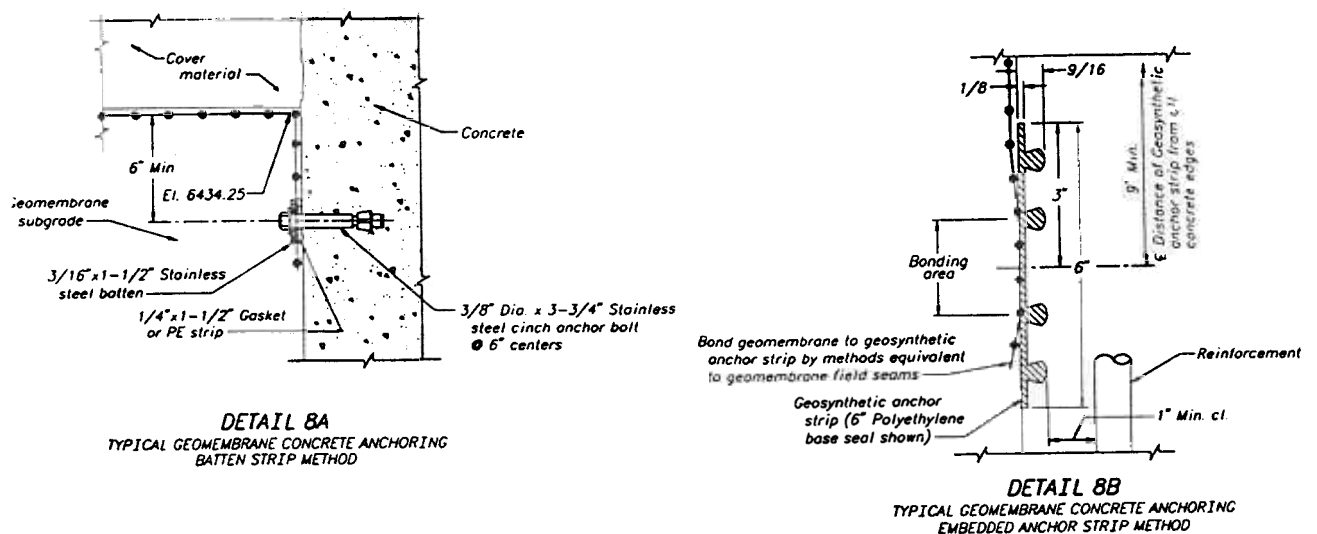 Cover
material
Concrete
6" Min
El. 6434.25
Geomembrane
subgrade
3/16"x1-1/2" Stainless
steel batten
1/4"x1-1/2" Gasket
or PE strip
3/8" Dia. x 3-3/4" Stainless
steel cinch anchor bolt
@ 6" centers
DETAIL 8A
TYPICAL GEOMEMBRANE CONCRETE ANCHORING
BATTEN STRIP METHOD
9/16
1/8
3"
6"
9" Min.
℄ Distance of Geosynthetic
anchor strip from all
concrete edges
Bonding
area
Bond geomembrane to geosynthetic
anchor strip by methods equivalent
to geomembrane field seams
Reinforcement
Geosynthetic anchor
strip (6" Polyethylene
base seal shown)
1" Min. cl.
DETAIL 8B
TYPICAL GEOMEMBRANE CONCRETE ANCHORING
EMBEDDED ANCHOR STRIP METHOD